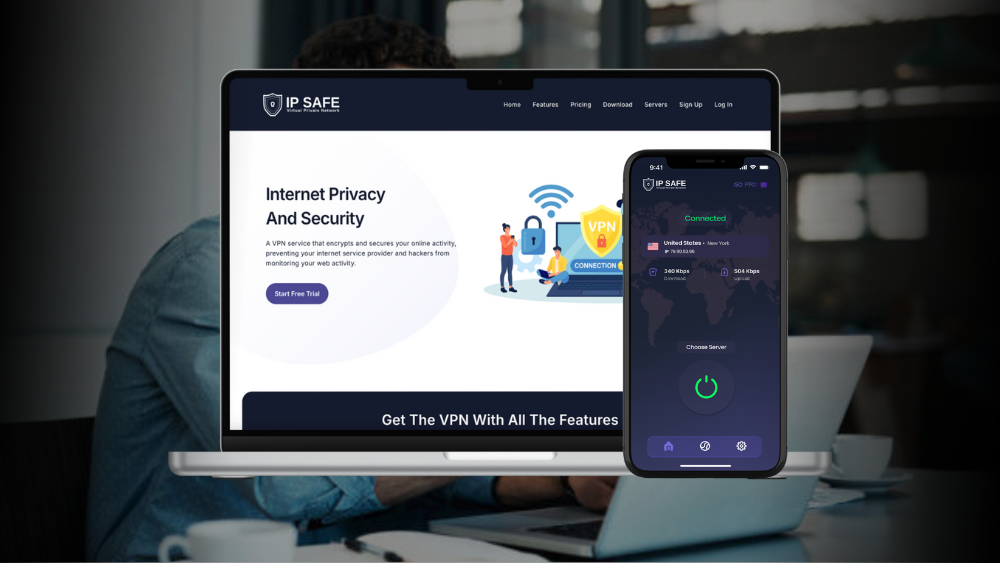 IP SAFE
Virtual Private Network
Home Features Pricing Download Servers Sign Up Log In
Internet Privacy
And Security
A VPN service that encrypts and secures your online activity,
preventing your internet service provider and hackers from
monitoring your web activity.
Start Free Trial
VPN
CONNECTION
Get The VPN With All The Features
9:41
IP SAFE
GO PRO
Connected
United States • New York
340 Kbps
Download
504 Kbps
Upload
Choose Server